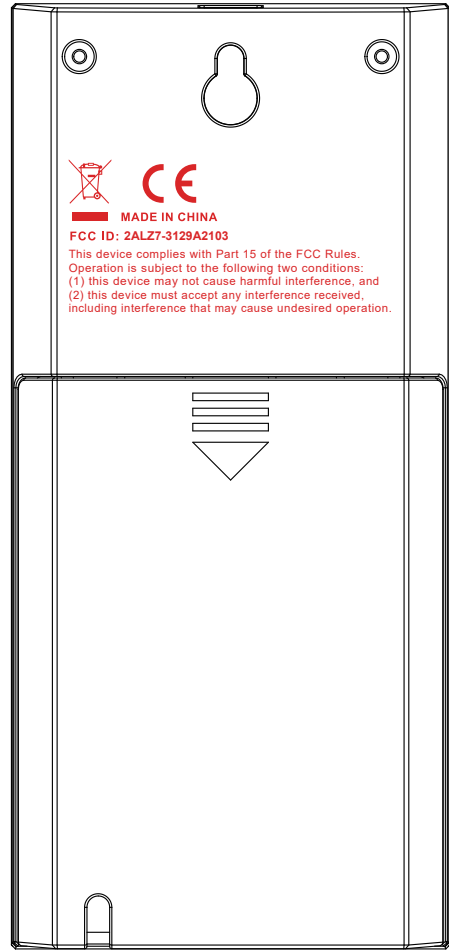 CE
MADE IN CHINA
FCC ID: 2ALZ7-3129A2103
This device complies with Part 15 of the FCC Rules.
Operation is subject to the following two conditions:
(1) this device may not cause harmful interference, and
(2) this device must accept any interference received,
including interference that may cause undesired operation.